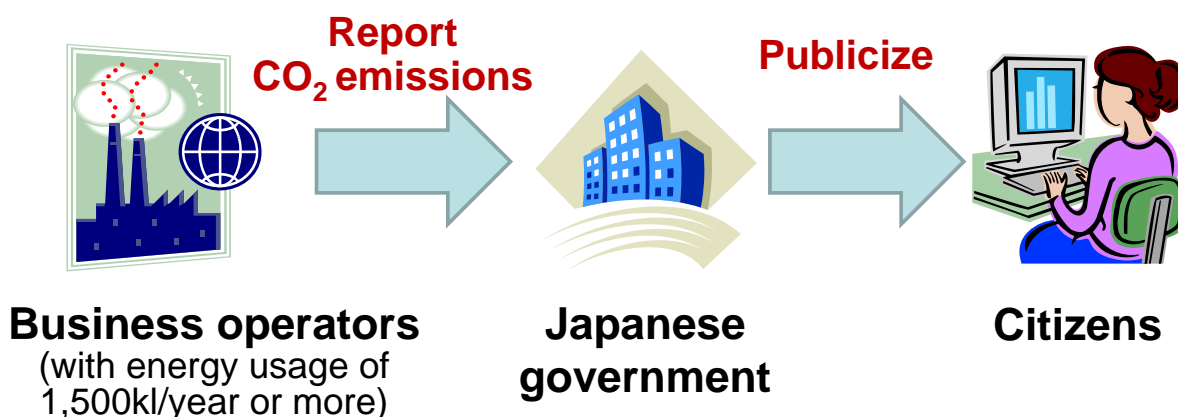 Report
CO₂ emissions
Publicize
Business operators
(with energy usage of
1,500kl/year or more)
Japanese
government
Citizens